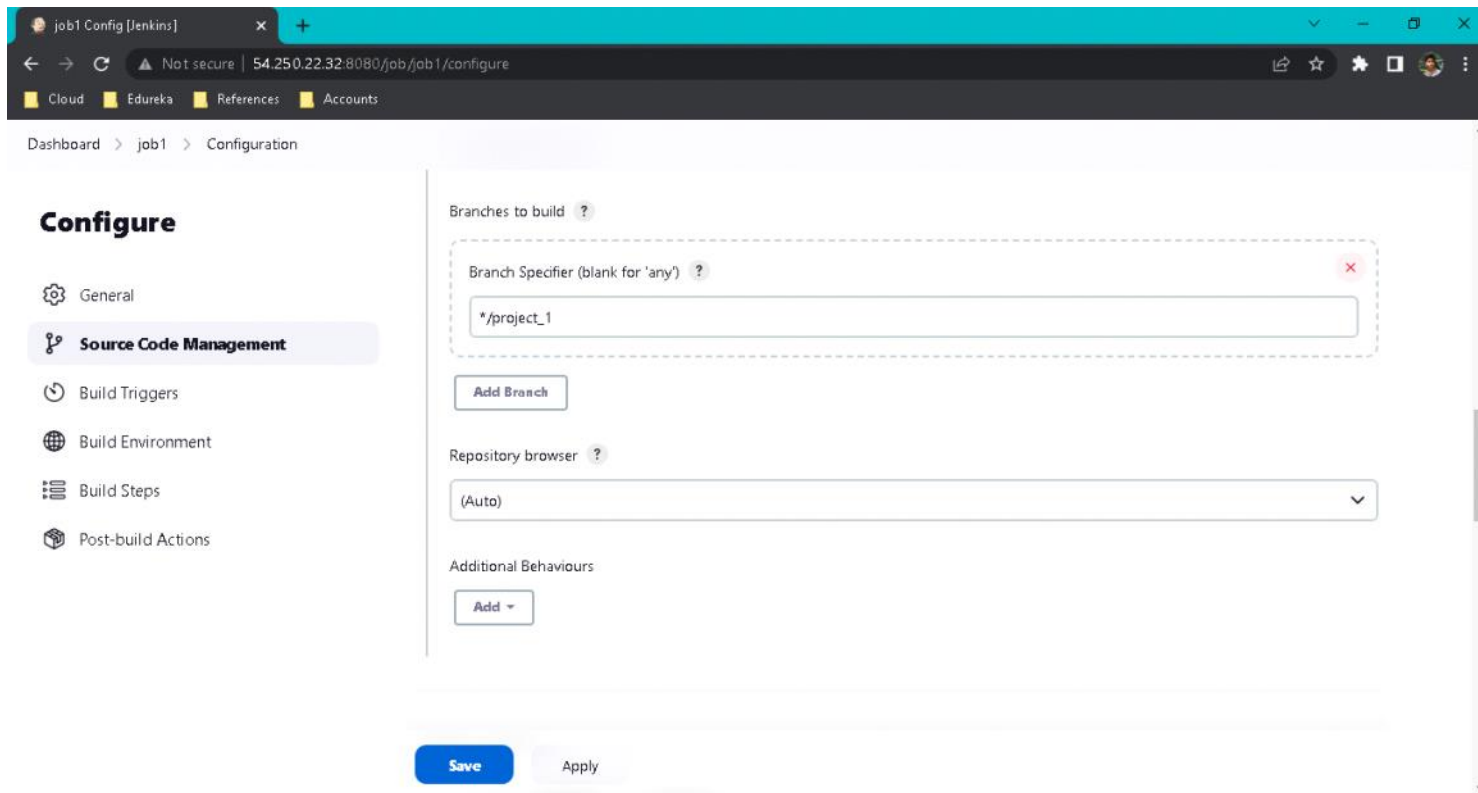 job1 Config [Jenkins]
Not secure | 54.250.22.32:8080/job/job1/configure
Cloud Edureka References Accounts
Dashboard > job1 > Configuration
Configure
General
Source Code Management
Build Triggers
Build Environment
Build Steps
Post-build Actions
Branches to build ?
Branch Specifier (blank for 'any') ?
*/project_1
Add Branch
Repository browser ?
(Auto)
Additional Behaviours
Add
Save Apply